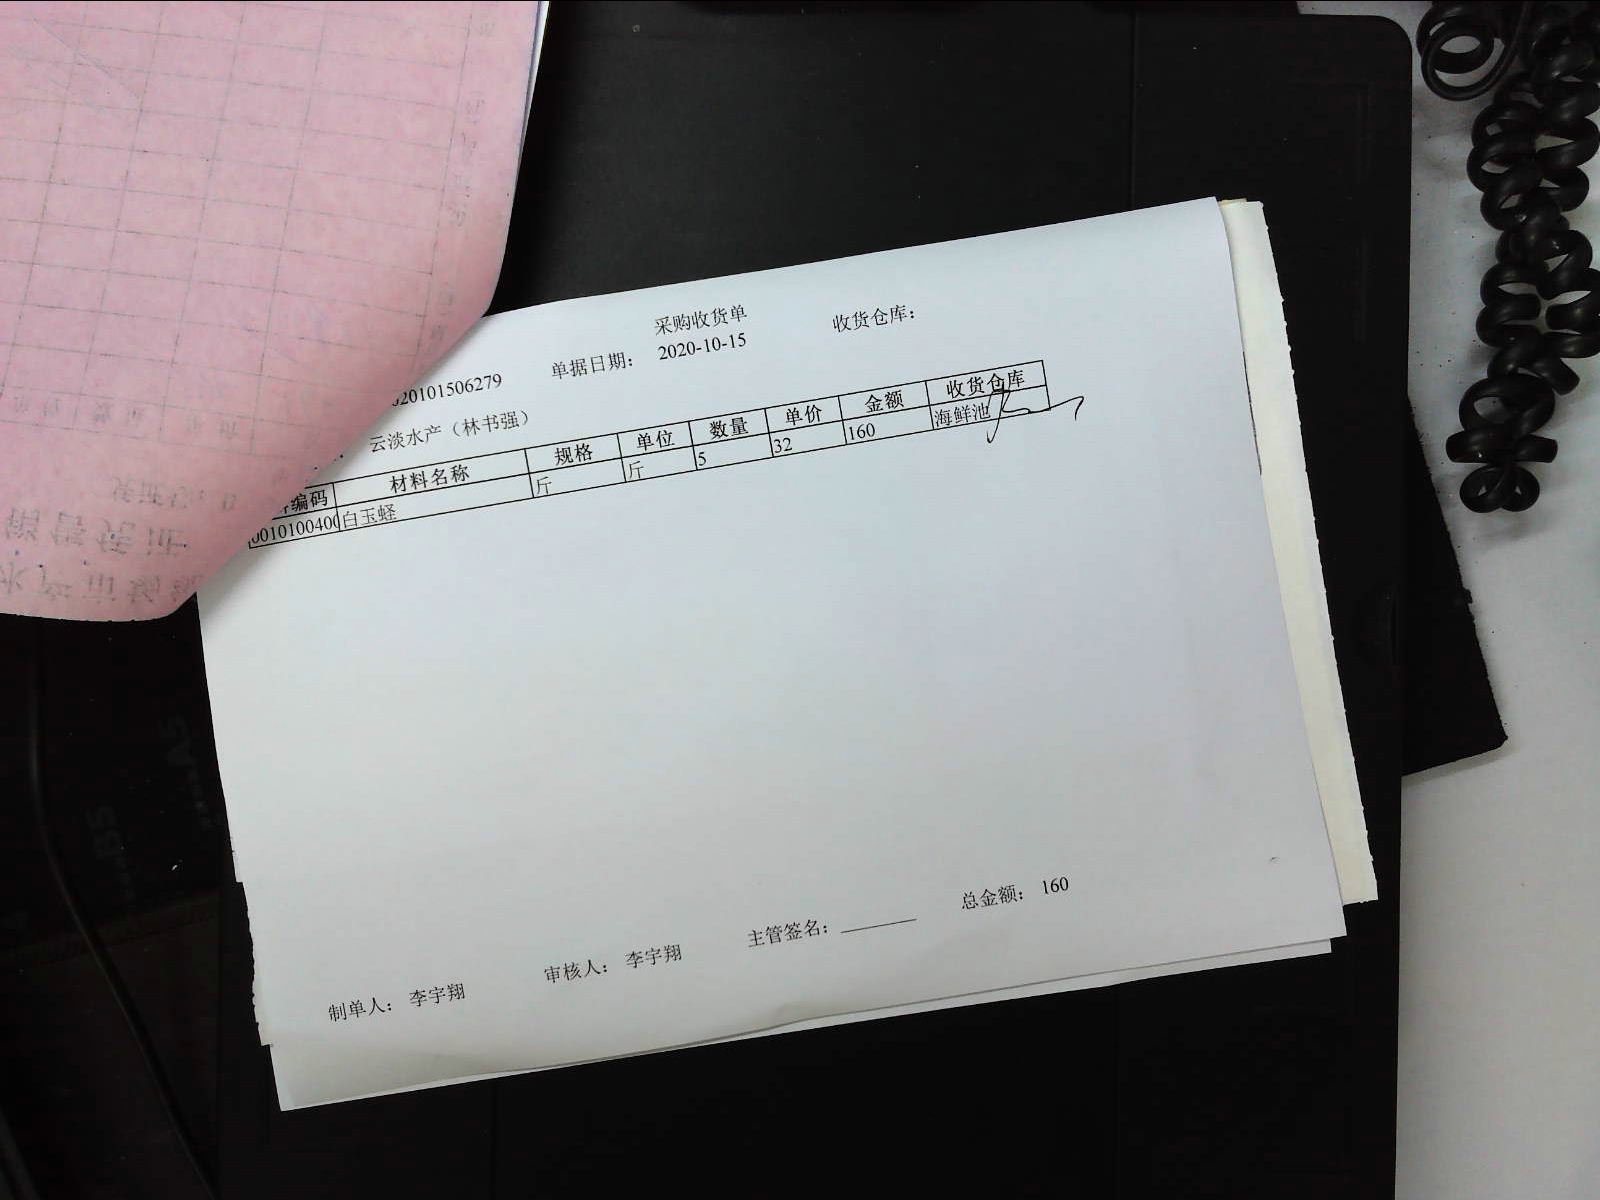 采购收货单
单据日期： 2020-10-15 收货仓库：
20101506279
云淡水产（林书强）
编码 材料名称 规格 单位 数量 单价 金额 收货仓库
0010100400 白玉蛏 斤 斤 5 32 160 海鲜池
制单人： 李宇翔 审核人： 李宇翔 主管签名： 总金额： 160